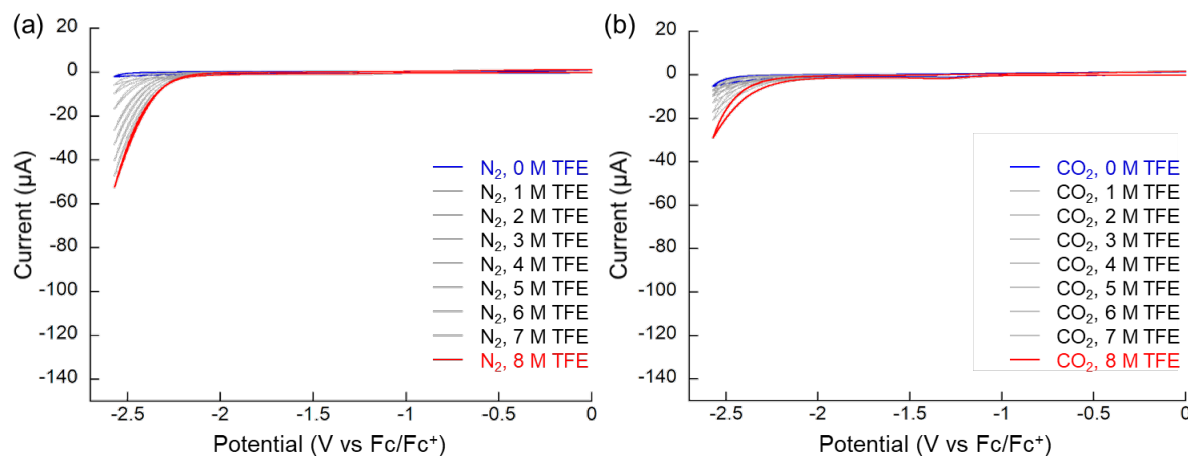 (a)
20
0
-20
-40
-60
-80
-100
-120
-140
Current (µA)
N₂, 0 M TFE
N₂, 1 M TFE
N₂, 2 M TFE
N₂, 3 M TFE
N₂, 4 M TFE
N₂, 5 M TFE
N₂, 6 M TFE
N₂, 7 M TFE
N₂, 8 M TFE
-2.5 -2 -1.5 -1 -0.5 0
Potential (V vs Fc/Fc⁺)
(b)
20
0
-20
-40
-60
-80
-100
-120
-140
Current (µA)
CO₂, 0 M TFE
CO₂, 1 M TFE
CO₂, 2 M TFE
CO₂, 3 M TFE
CO₂, 4 M TFE
CO₂, 5 M TFE
CO₂, 6 M TFE
CO₂, 7 M TFE
CO₂, 8 M TFE
-2.5 -2 -1.5 -1 -0.5 0
Potential (V vs Fc/Fc⁺)